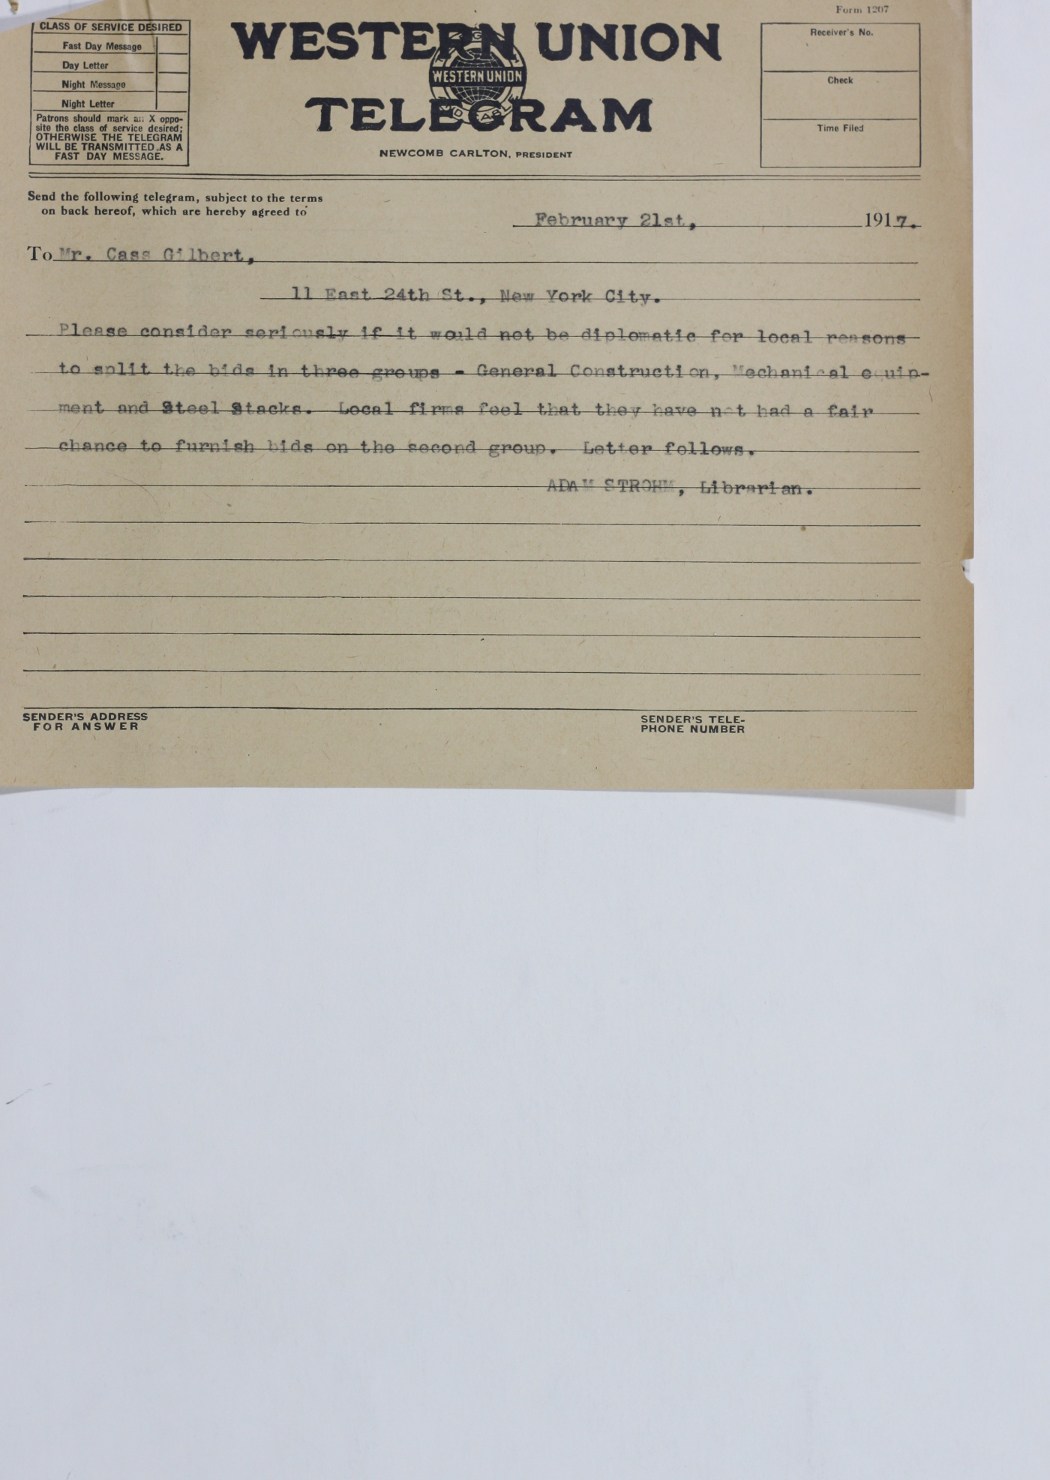 Form 1207
CLASS OF SERVICE DESIRED
Fast Day Message
Day Letter
Night Message
Night Letter
Patrons should mark an X oppo-
site the class of service desired;
OTHERWISE THE TELEGRAM
WILL BE TRANSMITTED AS A
FAST DAY MESSAGE.
WESTERN UNION
WESTERN UNION
TELEGRAM
NEWCOMB CARLTON, PRESIDENT
Receiver's No.
Check
Time Filed
Send the following telegram, subject to the terms
on back hereof, which are hereby agreed to
February 21st, 1917.
To Mr. Cass Gilbert,
11 East 24th St., New York City.
Please consider seriously if it would not be diplomatic for local reasons
to split the bids in three groups - General Construction, Mechanical equip-
ment and Steel Stacks. Local firms feel that they have not had a fair
chance to furnish bids on the second group. Letter follows.
ADAM STROHM, Librarian.
SENDER'S ADDRESS
FOR ANSWER
SENDER'S TELE-
PHONE NUMBER